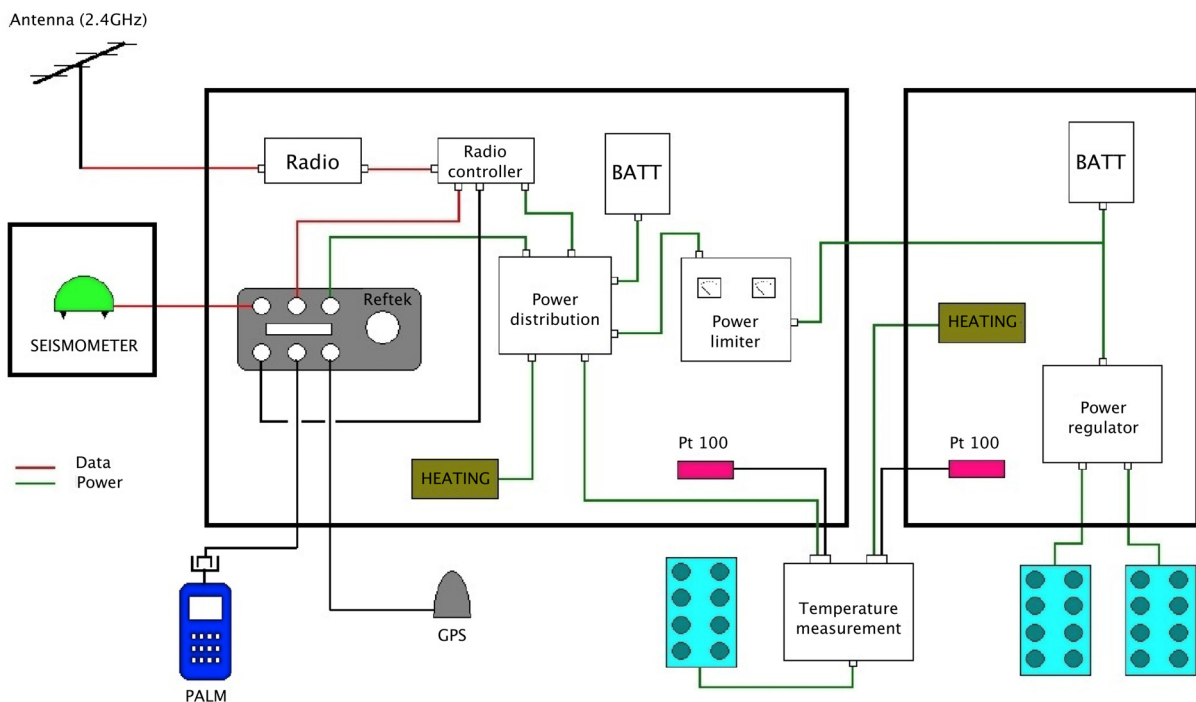 Antenna (2.4GHz)
Radio
Radio
controller
BATT
BATT
Reftek
Power
distribution
Power
limiter
HEATING
SEISMOMETER
Power
regulator
Data
Power
Pt 100
Pt 100
HEATING
Temperature
measurement
GPS
PALM